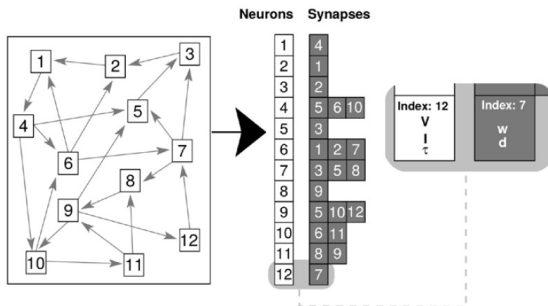 Neurons Synapses
1 2 3
4 5
6 7
8
9
10 11 12
1 4
2 1
3 2
4 5 6 10
5 3
6 1 2 7
7 3 5 8
8 9
9 5 10 12
10 6 11
11 8 9
12 7
Index: 12
V
I
τ
Index: 7
w
d